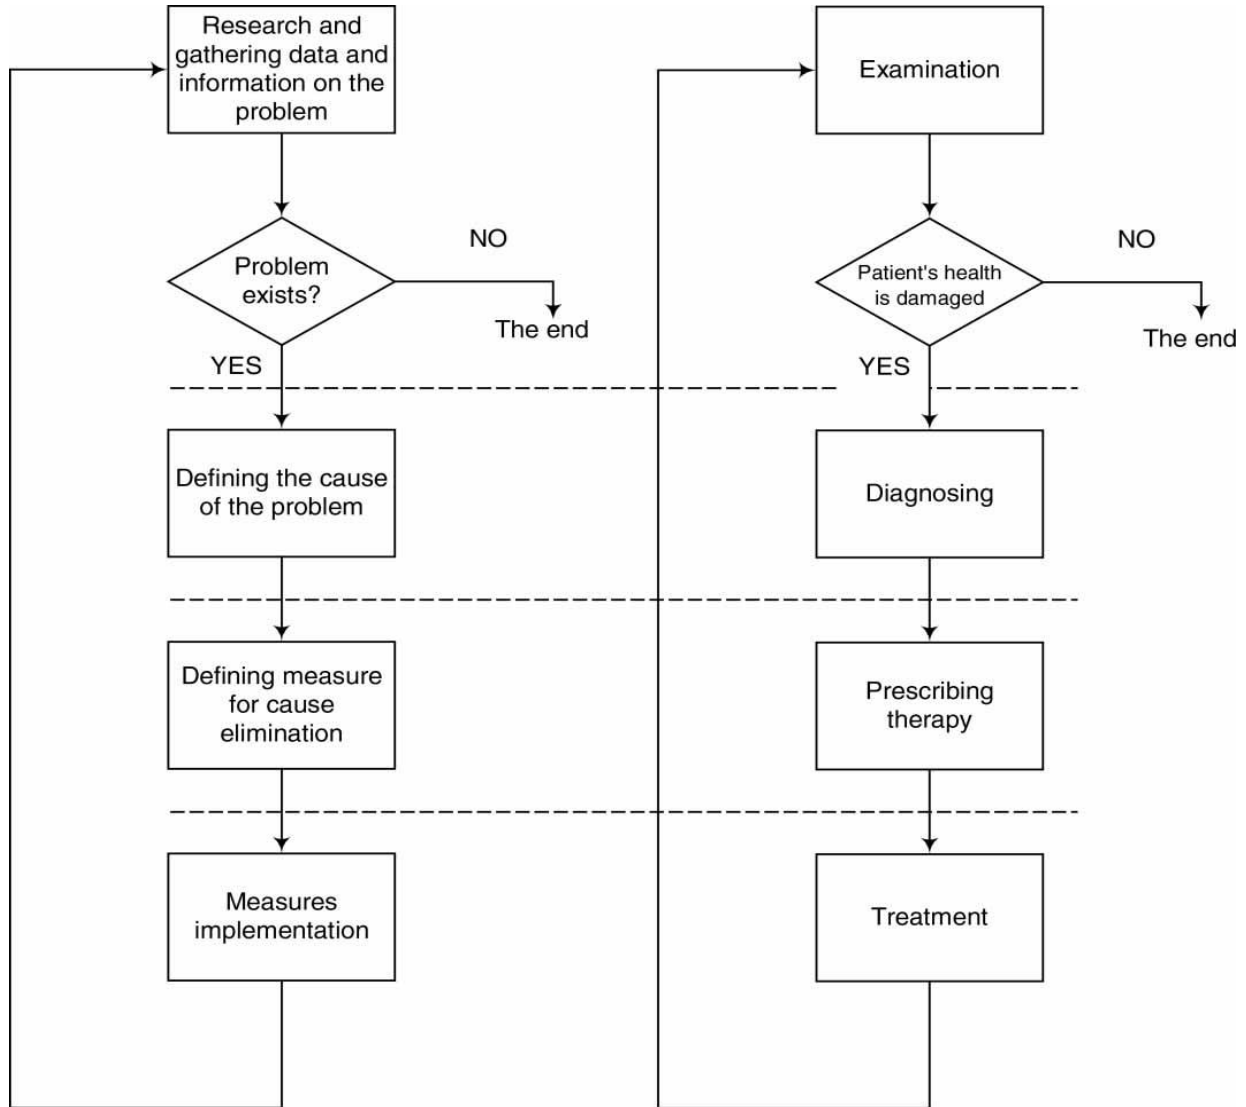 Research and
gathering data and
information on the
problem
Problem
exists?
NO
The end
YES
Defining the cause
of the problem
Defining measure
for cause
elimination
Measures
implementation
Examination
Patient's health
is damaged
NO
The end
YES
Diagnosing
Prescribing
therapy
Treatment